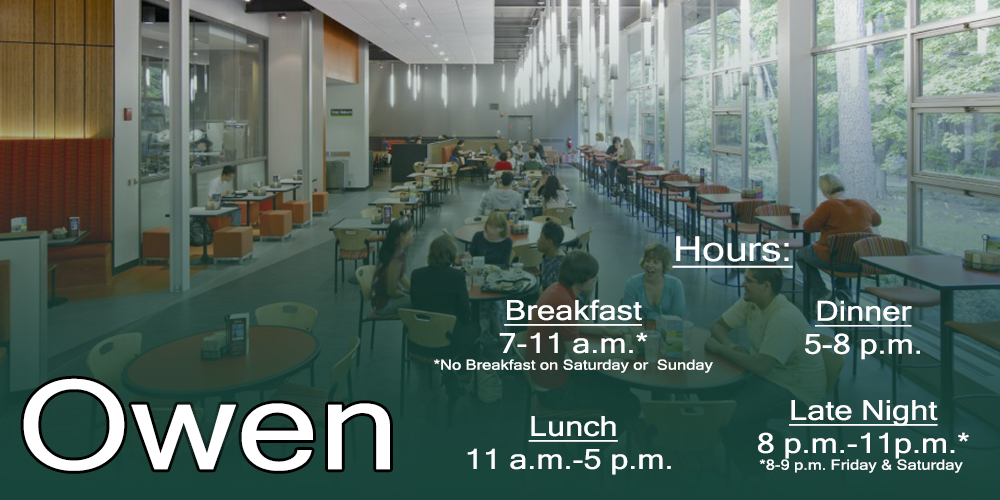 Hours:
Breakfast
7-11 a.m.*
*No Breakfast on Saturday or Sunday
Dinner
5-8 p.m.
Lunch
11 a.m.-5 p.m.
Late Night
8 p.m.-11p.m.*
*8-9 p.m. Friday & Saturday
Owen